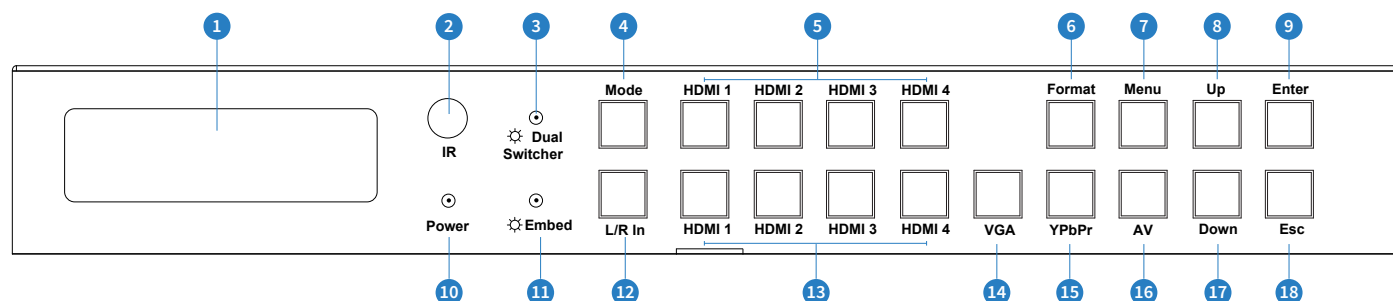 1 2 3 4 5 6 7 8 9
Mode HDMI 1 HDMI 2 HDMI 3 HDMI 4 Format Menu Up Enter
Dual
IR Switcher
Power Embed L/R In HDMI 1 HDMI 2 HDMI 3 HDMI 4 VGA YPbPr AV Down Esc
10 11 12 13 14 15 16 17 18